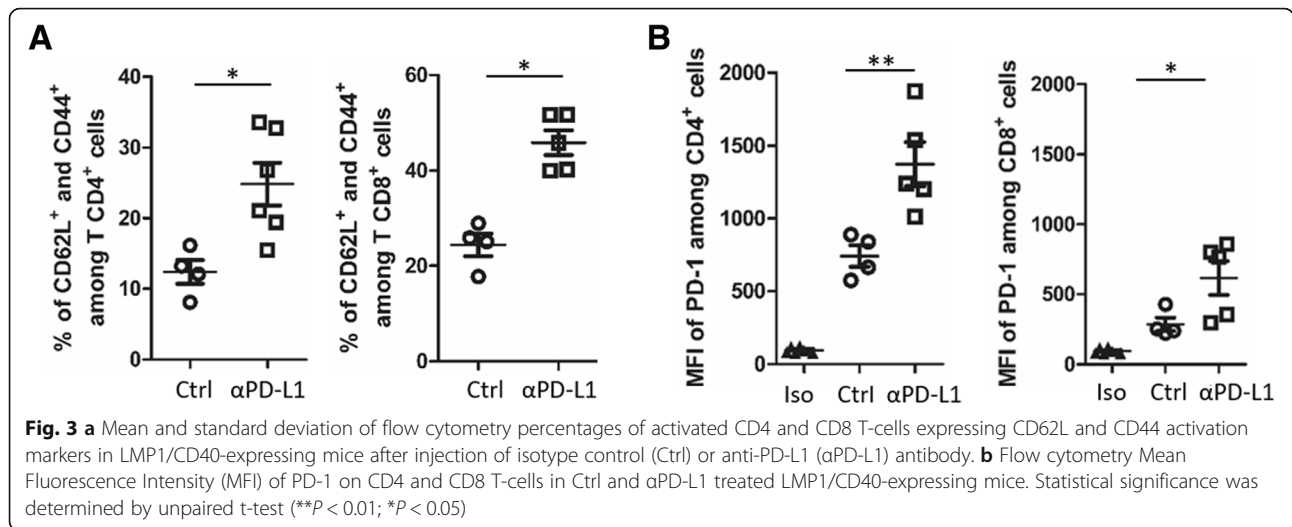 A
B
% of CD62L⁺ and CD44⁺
among T CD4⁺ cells
40
30
20
10
0
*
Ctrl αPD-L1
% of CD62L⁺ and CD44⁺
among T CD8⁺ cells
60
40
20
0
*
Ctrl αPD-L1
MFI of PD-1 among CD4⁺ cells
2000
1500
1000
500
0
**
Iso Ctrl αPD-L1
MFI of PD-1 among CD8⁺ cells
2000
1500
1000
500
0
*
Iso Ctrl αPD-L1
Fig. 3 a Mean and standard deviation of flow cytometry percentages of activated CD4 and CD8 T-cells expressing CD62L and CD44 activation
markers in LMP1/CD40-expressing mice after injection of isotype control (Ctrl) or anti-PD-L1 (αPD-L1) antibody. b Flow cytometry Mean
Fluorescence Intensity (MFI) of PD-1 on CD4 and CD8 T-cells in Ctrl and αPD-L1 treated LMP1/CD40-expressing mice. Statistical significance was
determined by unpaired t-test (**P < 0.01; *P < 0.05)